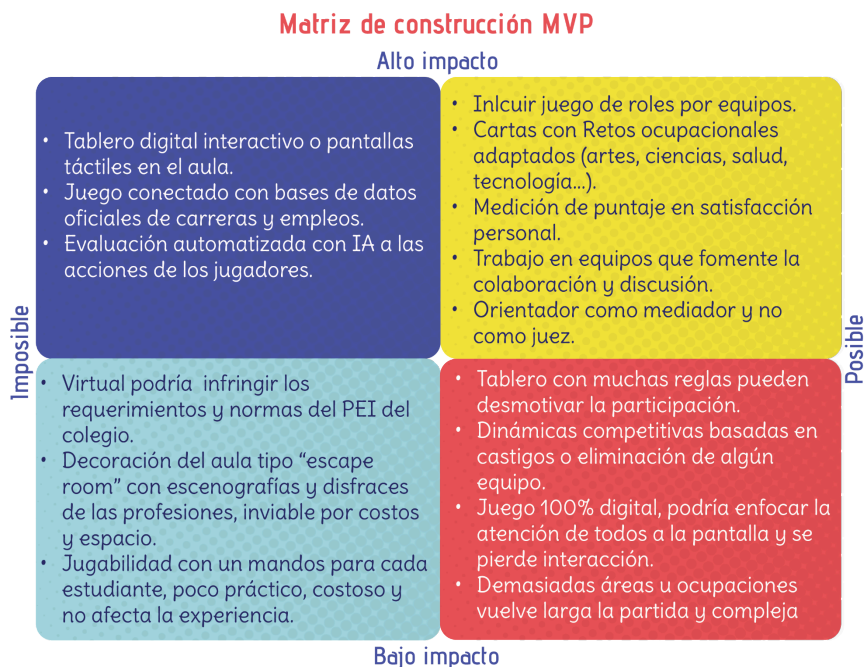 Matriz de construcción MVP
Alto impacto
• Tablero digital interactivo o pantallas
táctiles en el aula.
• Juego conectado con bases de datos
oficiales de carreras y empleos.
• Evaluación automatizada con IA a las
acciones de los jugadores.
• Inlcuir juego de roles por equipos.
• Cartas con Retos ocupacionales
adaptados (artes, ciencias, salud,
tecnología...).
• Medición de puntaje en satisfacción
personal.
• Trabajo en equipos que fomente la
colaboración y discusión.
• Orientador como mediador y no
como juez.
Imposible
Posible
• Virtual podría infringir los
requerimientos y normas del PEI del
colegio.
• Decoración del aula tipo “escape
room” con escenografías y disfraces
de las profesiones, inviable por costos
y espacio.
• Jugabilidad con un mandos para cada
estudiante, poco práctico, costoso y
no afecta la experiencia.
• Tablero con muchas reglas pueden
desmotivar la participación.
• Dinámicas competitivas basadas en
castigos o eliminación de algún
equipo.
• Juego 100% digital, podría enfocar la
atención de todos a la pantalla y se
pierde interacción.
• Demasiadas áreas u ocupaciones
vuelve larga la partida y compleja
Bajo impacto